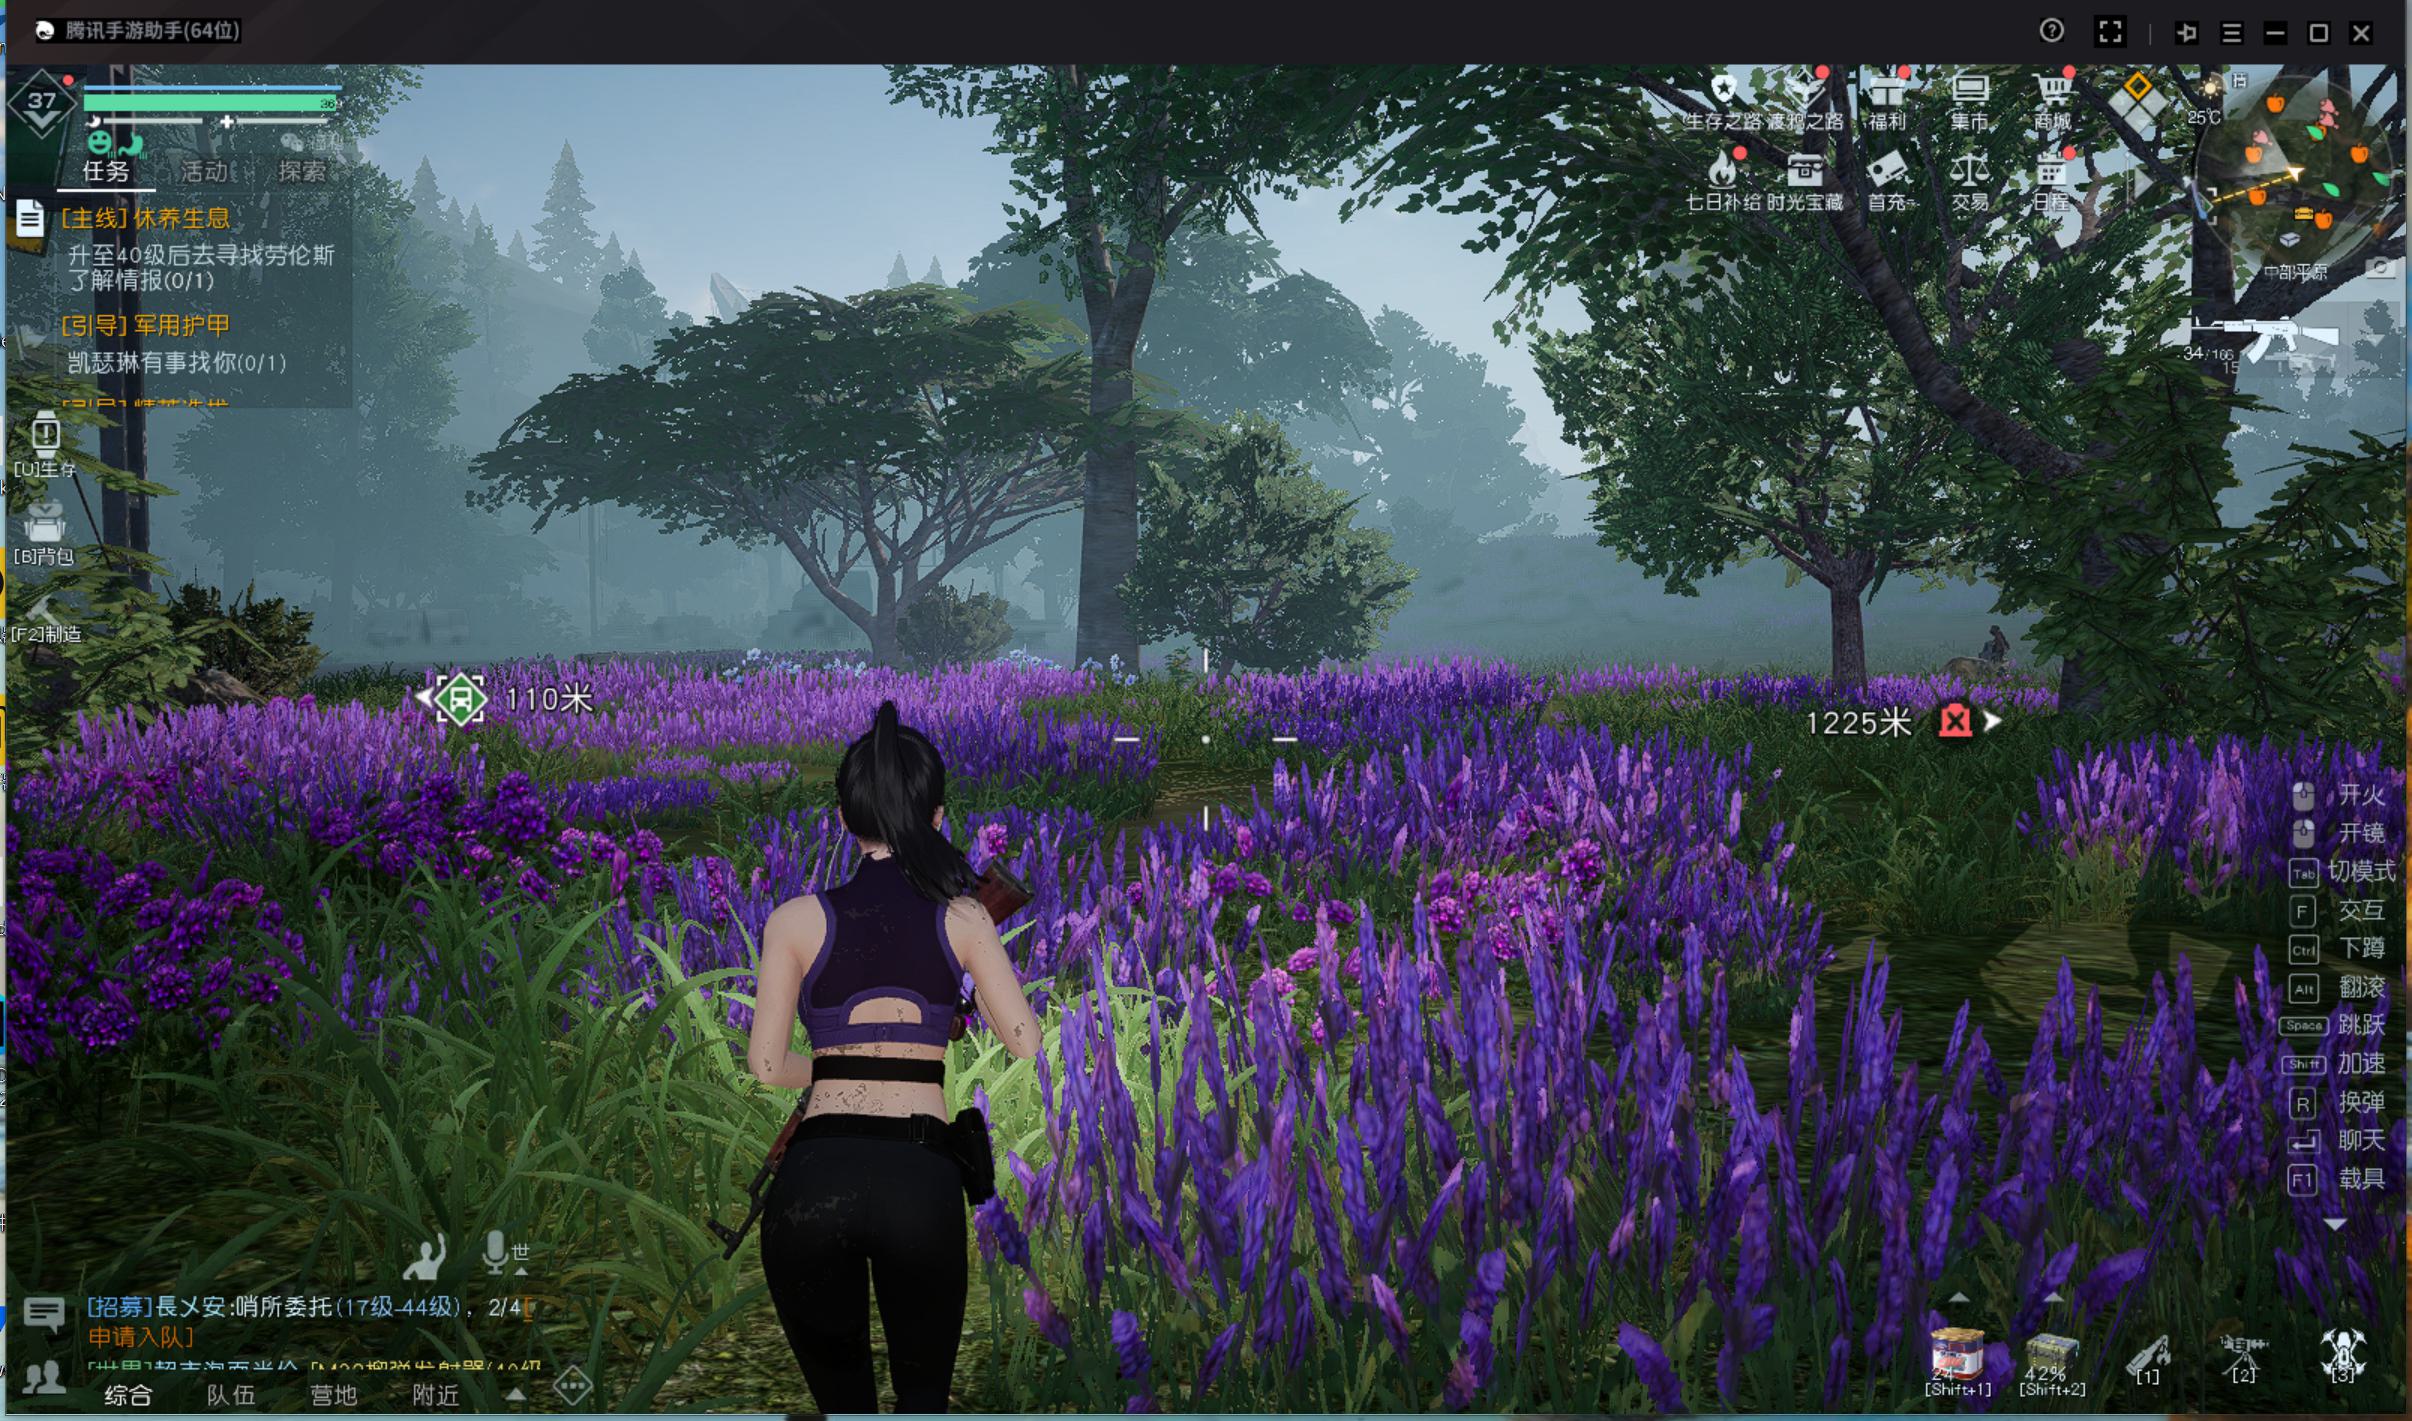 腾讯手游助手(64位)
37
36
任务 活动 探索
[主线] 休养生息
升至40级后去寻找劳伦斯
了解情报(0/1)
[引导] 军用护甲
凯瑟琳有事找你(0/1)
[U]生存
[B]背包
[F2]制造
生存之路 渡鸦之路 福利 集市 商城
七日补给 时光宝藏 首充 交易 日程
25℃
中部平原
34/166
15
110米
1225米
开火
开镜
Tab 切模式
F 交互
Ctrl 下蹲
Alt 翻滚
Space 跳跃
Shift 加速
R 换弹
聊天
F1 载具
世
[招募]長乄安:哨所委托(17级-44级)，2/4[
申请入队]
综合 队伍 营地 附近
24 42%
[Shift+1] [Shift+2] [1] [2] [3]